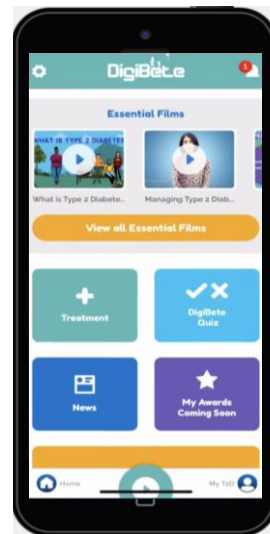 DigiBete
1
Essential Films
WHAT IS TYPE 2 DIABETES
What is Type 2 Diabete...
Managing Type 2 Diab...
View all Essential Films
Treatment
DigiBete
Quiz
News
My Awards
Coming Soon
Home
My T2D